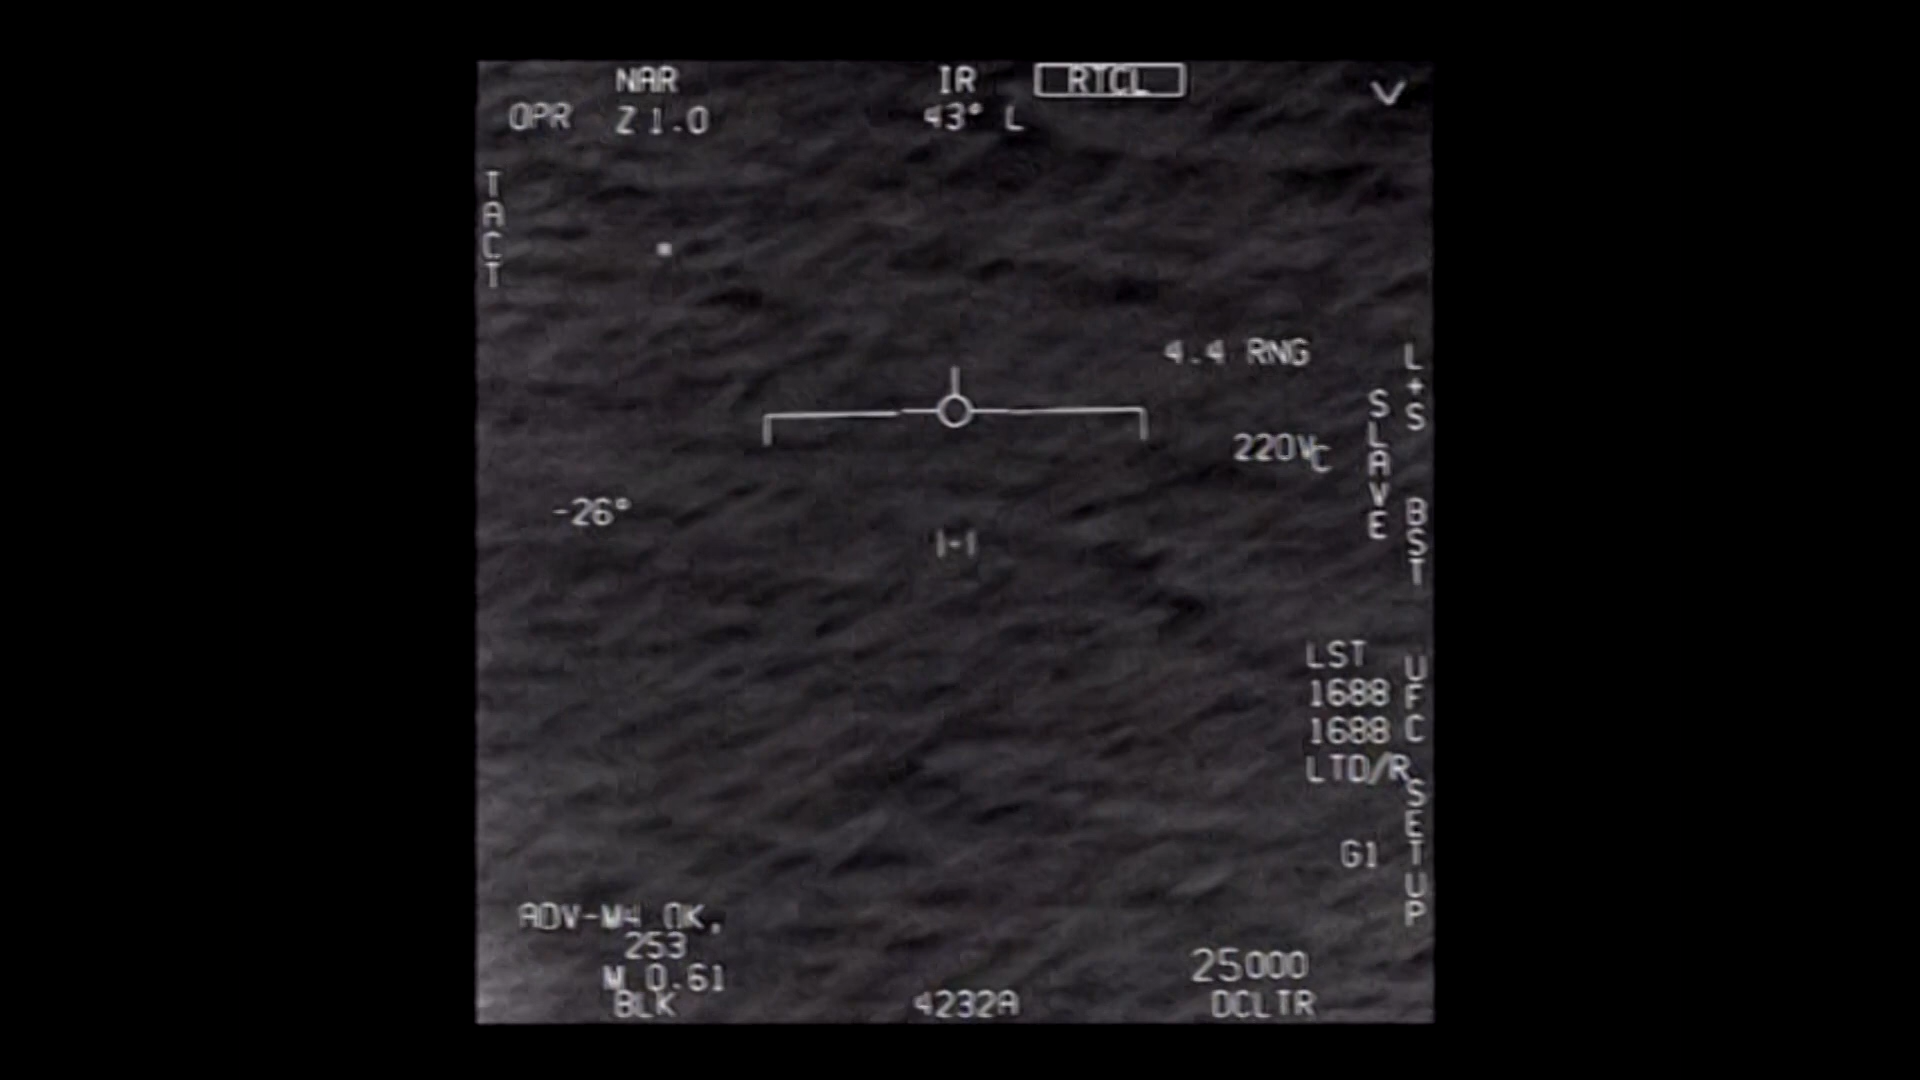 NAR
IR
RTCL
OPR
Z 1.0
43° L
TACT
4.4 RNG
L+S
SLAVE
220Vc
-26°
BST
LST
1688
1688
UFC
LTD/R
SETUP
G1
ADV-M4 OK,
253
M 0.61
25000
BLK
4232A
DCLTR